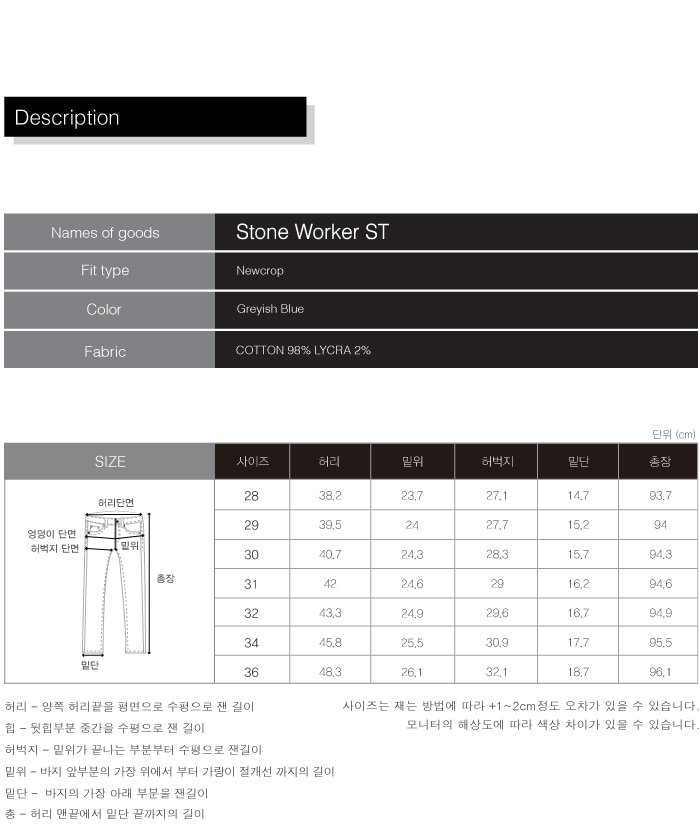 Description
Names of goods Stone Worker ST
Fit type Newcrop
Color Greyish Blue
Fabric COTTON 98% LYCRA 2%
단위 (cm)
SIZE 사이즈 허리 밑위 허벅지 밑단 총장
28 38.2 23.7 27.1 14.7 93.7
29 39.5 24 27.7 15.2 94
30 40.7 24.3 28.3 15.7 94.3
31 42 24.6 29 16.2 94.6
32 43.3 24.9 29.6 16.7 94.9
34 45.8 25.5 30.9 17.7 95.5
36 48.3 26.1 32.1 18.7 96.1
허리단면
엉덩이 단면
허벅지 단면 밑위
총장
밑단
허리 - 양쪽 허리끝을 평면으로 수평으로 잰 길이
힙 - 뒷힙부분 중간을 수평으로 잰 길이
허벅지 - 밑위가 끝나는 부분부터 수평으로 잰길이
밑위 - 바지 앞부분의 가장 위에서 부터 가랑이 절개선 까지의 길이
밑단 - 바지의 가장 아래 부분을 잰길이
총 - 허리 맨끝에서 밑단 끝까지의 길이
사이즈는 재는 방법에 따라 +1~2cm정도 오차가 있을 수 있습니다.
모니터의 해상도에 따라 색상 차이가 있을 수 있습니다.